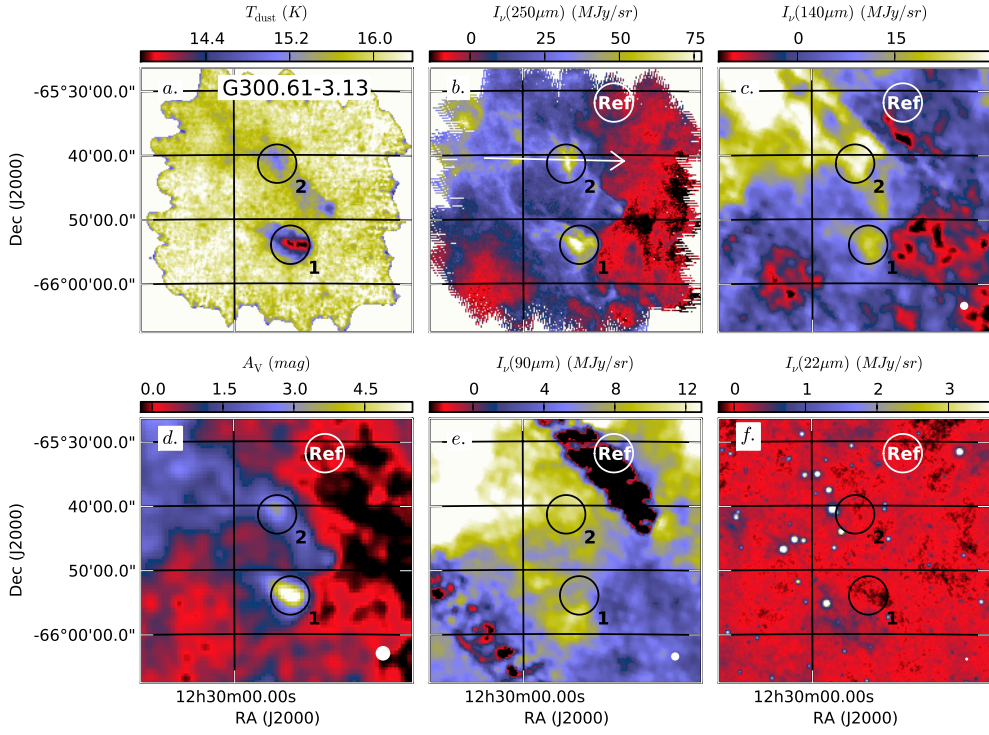 T_dust (K)
14.4 15.2 16.0
I_ν(250μm) (MJy/sr)
0 25 50 75
I_ν(140μm) (MJy/sr)
0 15
Dec (J2000)
-65°30'00.0"
40'00.0"
50'00.0"
-66°00'00.0"
a. G300.61-3.13
2
1
b. Ref
2
1
c. Ref
2
1
A_V (mag)
0.0 1.5 3.0 4.5
I_ν(90μm) (MJy/sr)
0 4 8 12
I_ν(22μm) (MJy/sr)
0 1 2 3
Dec (J2000)
-65°30'00.0"
40'00.0"
50'00.0"
-66°00'00.0"
d. Ref
2
1
e. Ref
2
1
f. Ref
2
1
12h30m00.00s
RA (J2000)
12h30m00.00s
RA (J2000)
12h30m00.00s
RA (J2000)